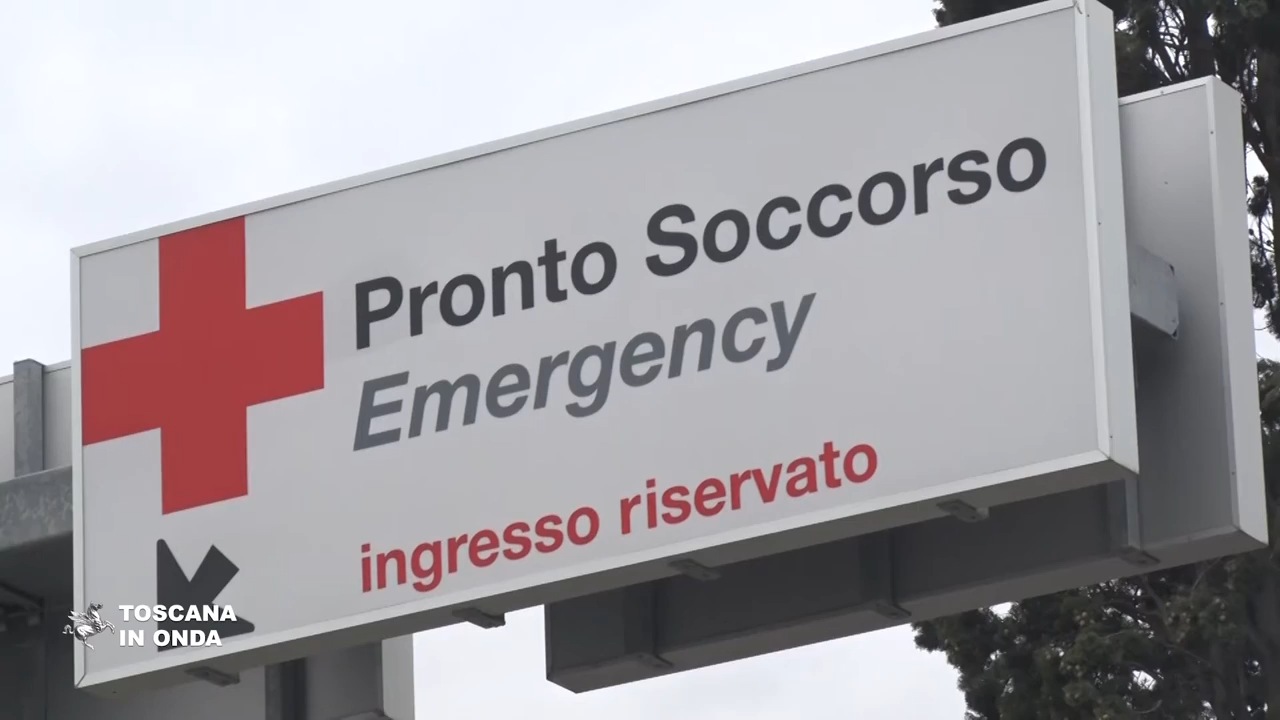 Pronto Soccorso
Emergency
ingresso riservato
TOSCANA
IN ONDA